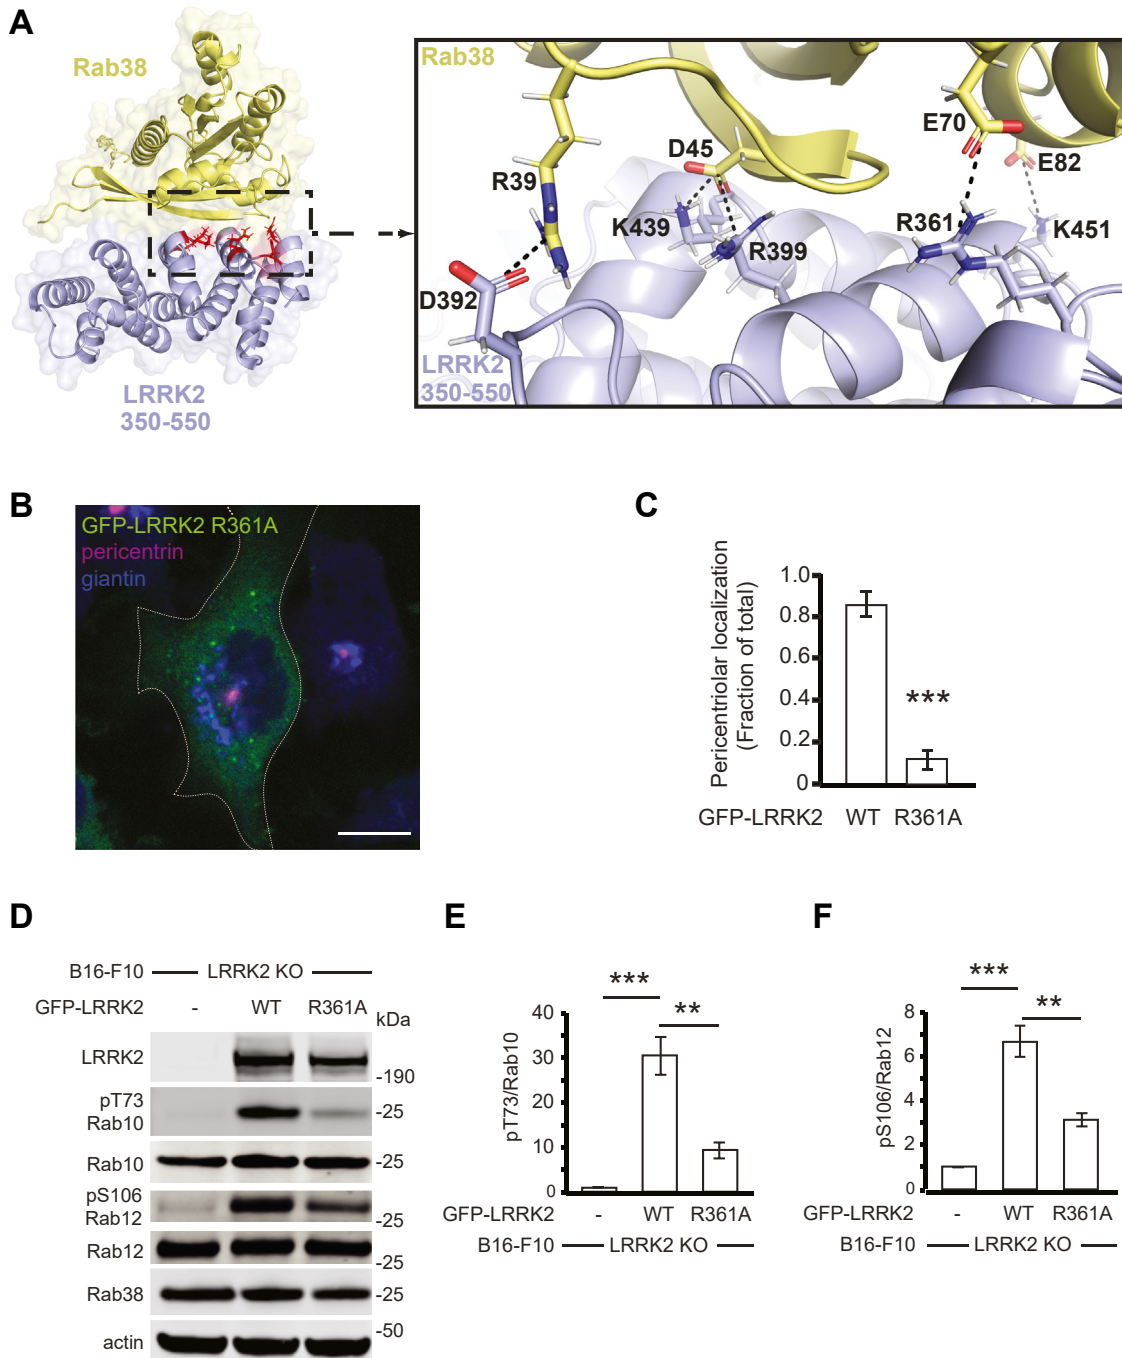 A
Rab38
LRRK2
350-550
Rab38
R39
D45
E70
E82
K439
R399
R361
K451
D392
LRRK2
350-550
B
GFP-LRRK2 R361A
pericentrin
giantin
C
Pericentriolar localization
(Fraction of total)
1.0
0.8
0.6
0.4
0.2
0
***
GFP-LRRK2 WT R361A
D
B16-F10 LRRK2 KO
GFP-LRRK2 - WT R361A
kDa
LRRK2
-190
pT73
Rab10
-25
Rab10
-25
pS106
Rab12
-25
Rab12
-25
Rab38
-25
actin
-50
E
pT73/Rab10
40
30
20
10
0
***
**
GFP-LRRK2 - WT R361A
B16-F10 LRRK2 KO
F
pS106/Rab12
8
6
4
2
0
***
**
GFP-LRRK2 - WT R361A
B16-F10 LRRK2 KO